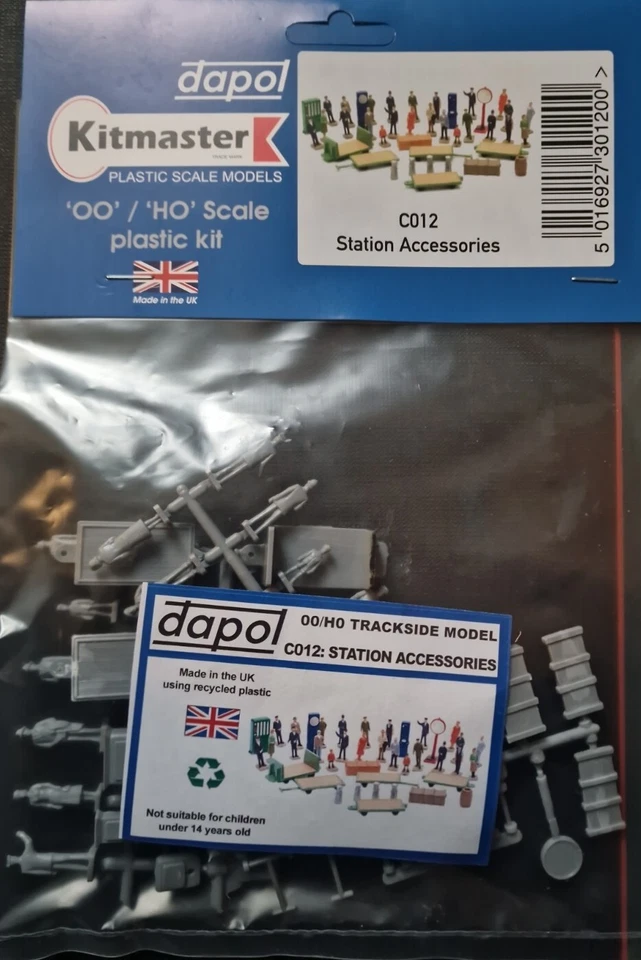 dapol
Kitmaster
TRADE MARK
PLASTIC SCALE MODELS
'OO' / 'HO' Scale
plastic kit
Made in the UK
C012
Station Accessories
5 016927 301200 >
dapol
00/H0 TRACKSIDE MODEL
C012: STATION ACCESSORIES
Made in the UK
using recycled plastic
Not suitable for children
under 14 years old